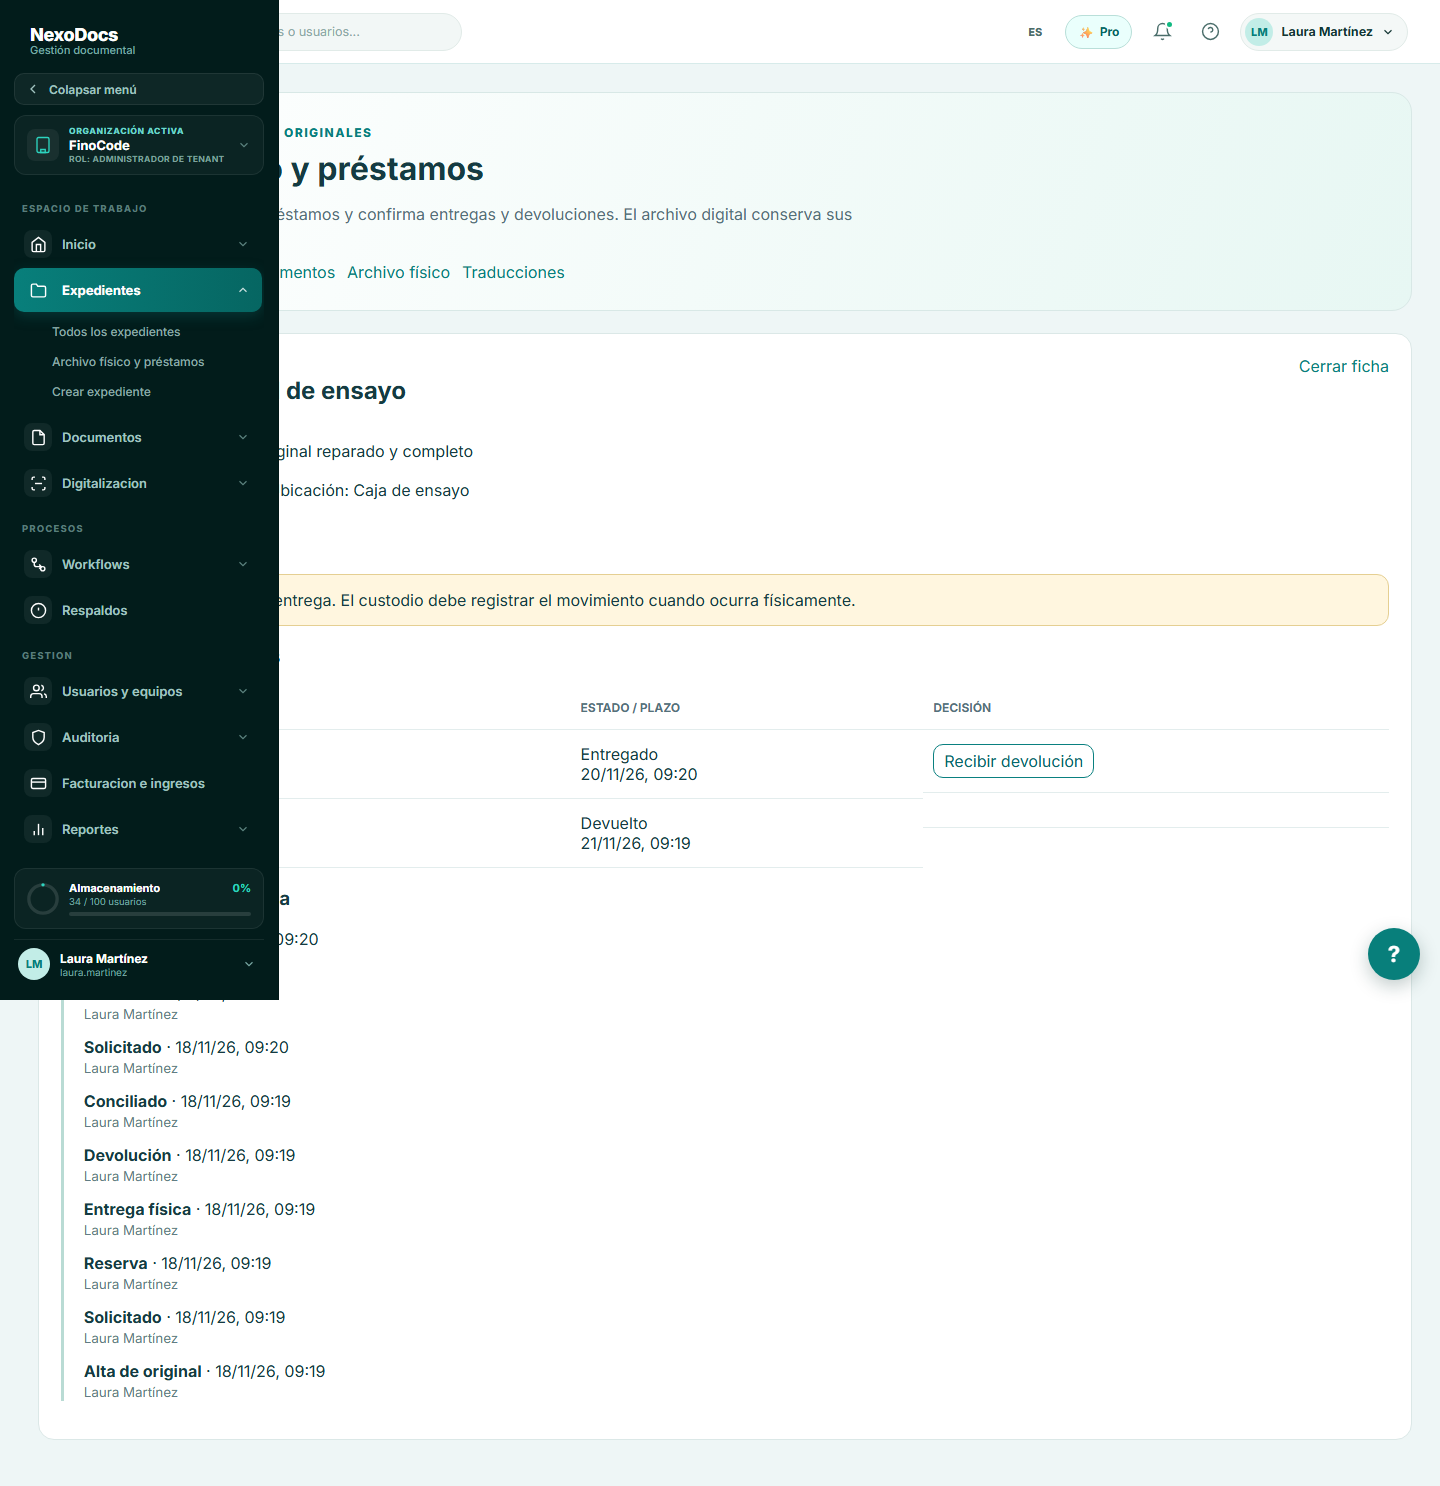 NexoDocs
Gestión documental
Colapsar menú
ORGANIZACIÓN ACTIVA
FinoCode
ROL: ADMINISTRADOR DE TENANT
ESPACIO DE TRABAJO
Inicio
Expedientes
Todos los expedientes
Archivo físico y préstamos
Crear expediente
Documentos
Digitalizacion
PROCESOS
Workflows
Respaldos
GESTION
Usuarios y equipos
Auditoria
Facturacion e ingresos
Reportes
Almacenamiento 0%
34 / 100 usuarios
LM Laura Martínez
laura.martinez
s o usuarios...
ES
Pro
LM Laura Martínez
ORIGINALES
y préstamos
éstamos y confirma entregas y devoluciones. El archivo digital conserva sus
mentos Archivo físico Traducciones
Cerrar ficha
de ensayo
ginal reparado y completo
bicación: Caja de ensayo
entrega. El custodio debe registrar el movimiento cuando ocurra físicamente.
ESTADO / PLAZO DECISIÓN
Entregado
20/11/26, 09:20
Recibir devolución
Devuelto
21/11/26, 09:19
a
09:20
Laura Martínez
Solicitado · 18/11/26, 09:20
Laura Martínez
Conciliado · 18/11/26, 09:19
Laura Martínez
Devolución · 18/11/26, 09:19
Laura Martínez
Entrega física · 18/11/26, 09:19
Laura Martínez
Reserva · 18/11/26, 09:19
Laura Martínez
Solicitado · 18/11/26, 09:19
Laura Martínez
Alta de original · 18/11/26, 09:19
Laura Martínez
?